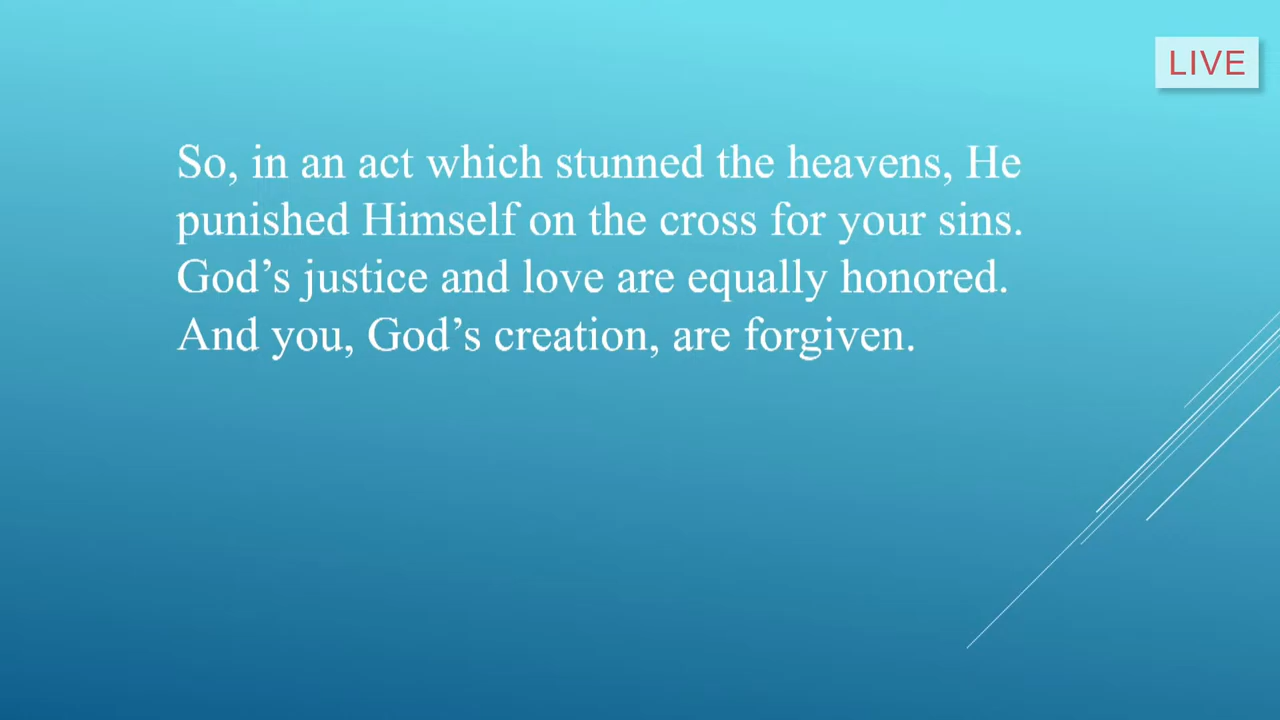 LIVE
So, in an act which stunned the heavens, He
punished Himself on the cross for your sins.
God’s justice and love are equally honored.
And you, God’s creation, are forgiven.